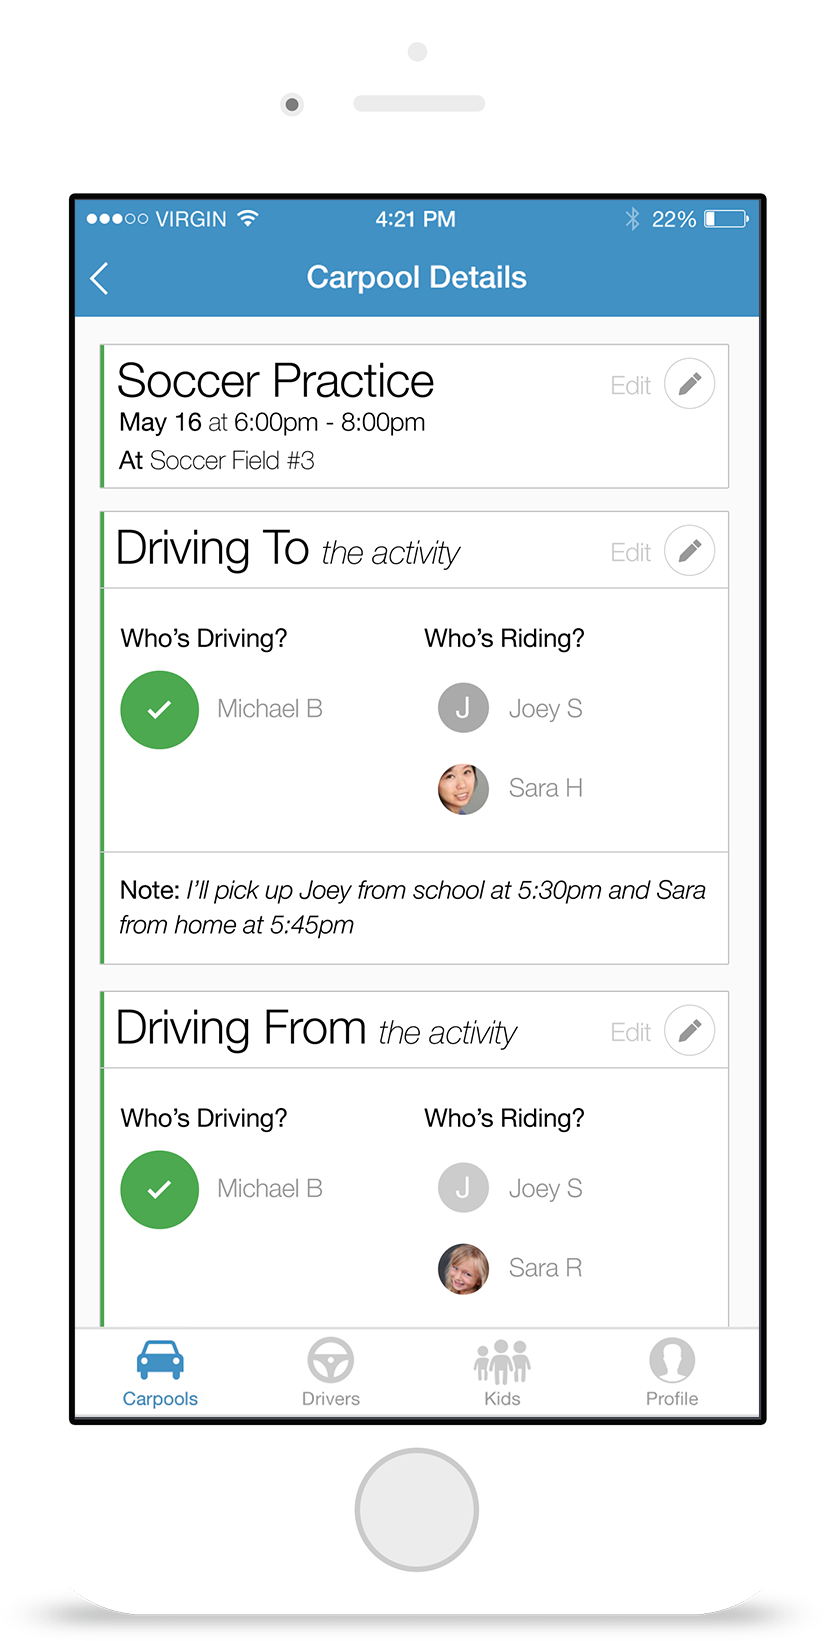 VIRGIN 4:21 PM 22%
Carpool Details
Soccer Practice Edit
May 16 at 6:00pm - 8:00pm
At Soccer Field #3
Driving To the activity Edit
Who's Driving? Who's Riding?
Michael B J Joey S
Sara H
Note: I'll pick up Joey from school at 5:30pm and Sara
from home at 5:45pm
Driving From the activity Edit
Who's Driving? Who's Riding?
Michael B J Joey S
Sara R
Carpools Drivers Kids Profile